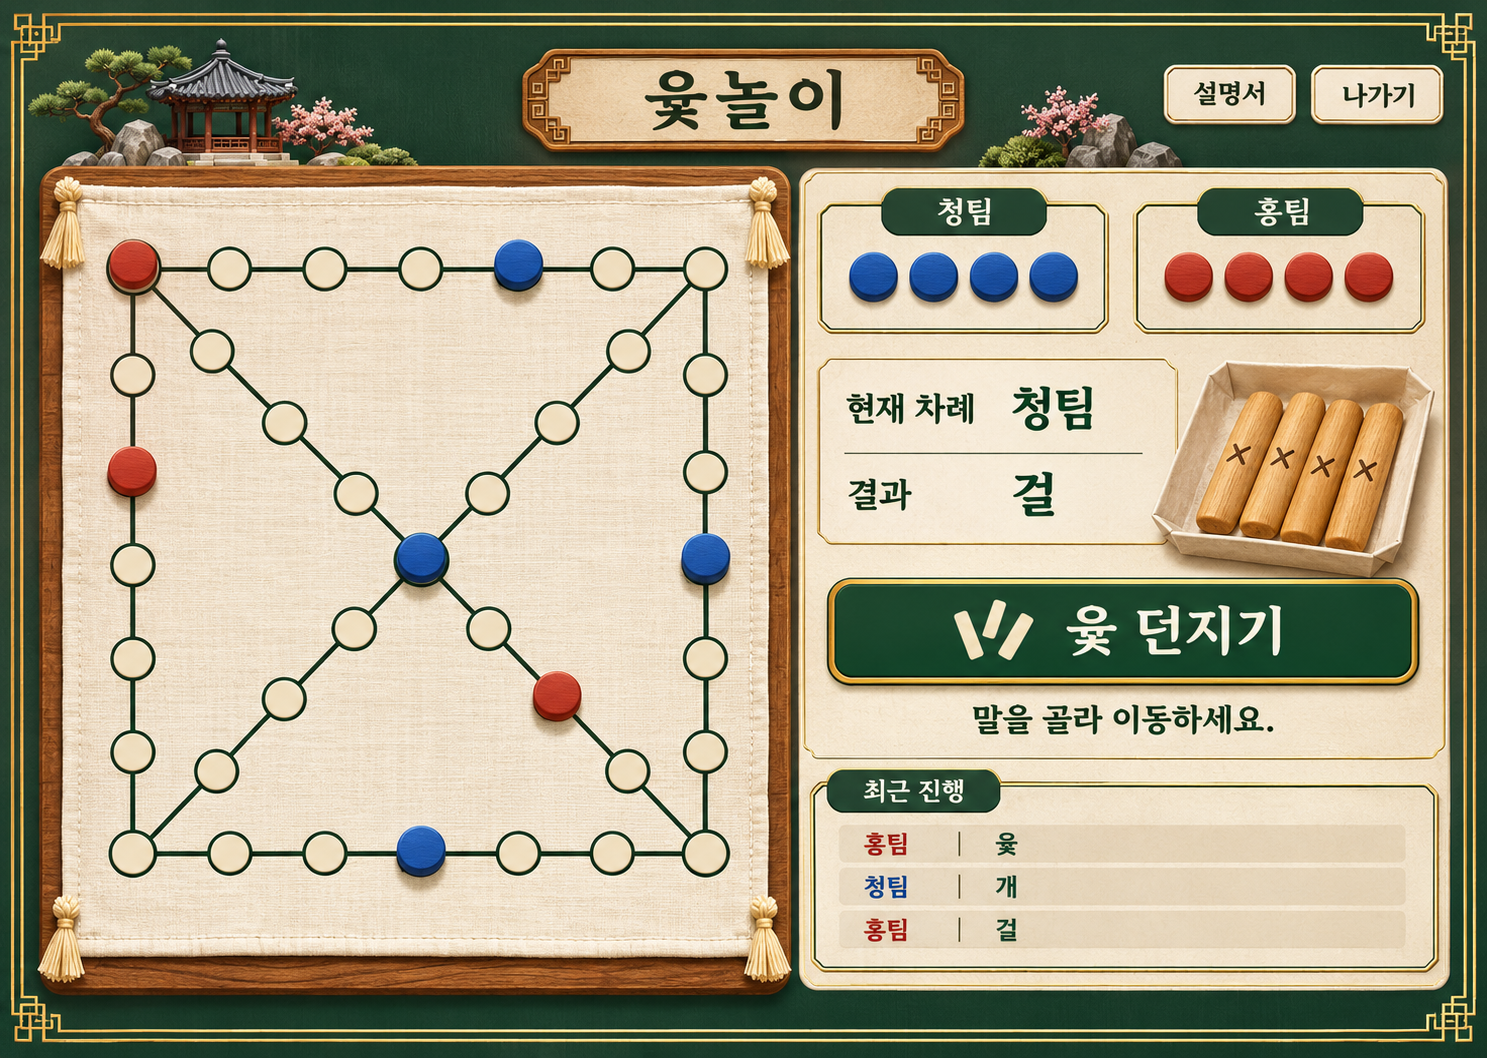 윷놀이
설명서
나가기
청팀
홍팀
현재 차례 청팀
결과 걸
윷 던지기
말을 골라 이동하세요.
최근 진행
홍팀 | 윷
청팀 | 개
홍팀 | 걸